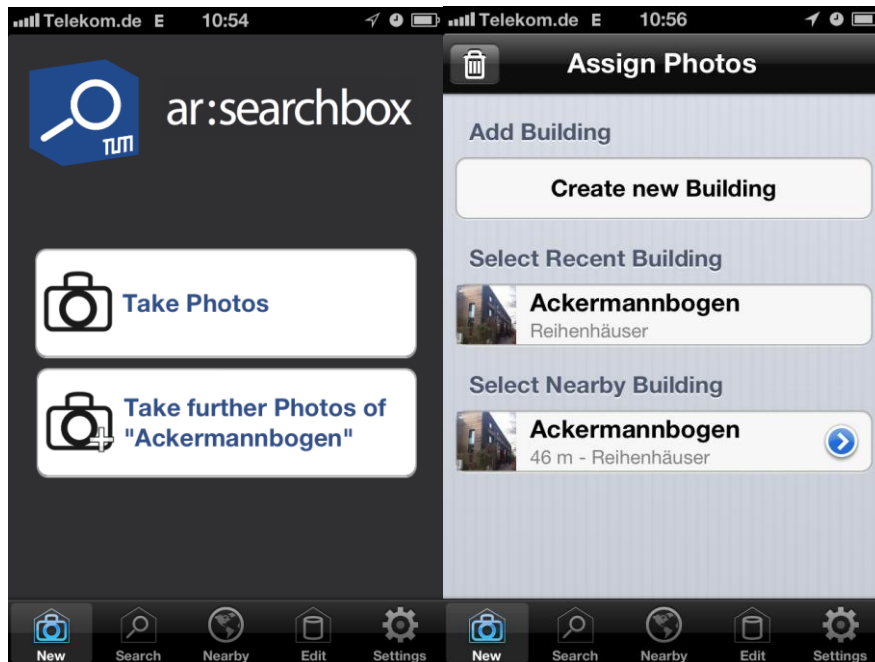 Telekom.de E 10:54
TUM
ar:searchbox
Take Photos
Take further Photos of
"Ackermannbogen"
New Search Nearby Edit Settings
Telekom.de E 10:56
Assign Photos
Add Building
Create new Building
Select Recent Building
Ackermannbogen
Reihenhäuser
Select Nearby Building
Ackermannbogen
46 m - Reihenhäuser
New Search Nearby Edit Settings